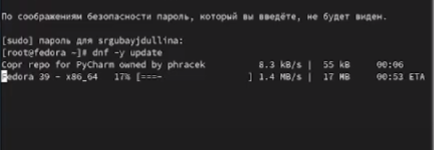 По соображениям безопасности пароль, который вы введёте, не будет виден.
[sudo] пароль для srgubayjdullina:
[root@fedora ~]# dnf -y update
Copr repo for PyCharm owned by phracek 8.3 kB/s | 55 kB 00:06
Fedora 39 - x86_64 17% [===- ] 1.4 MB/s | 17 MB 00:53 ETA